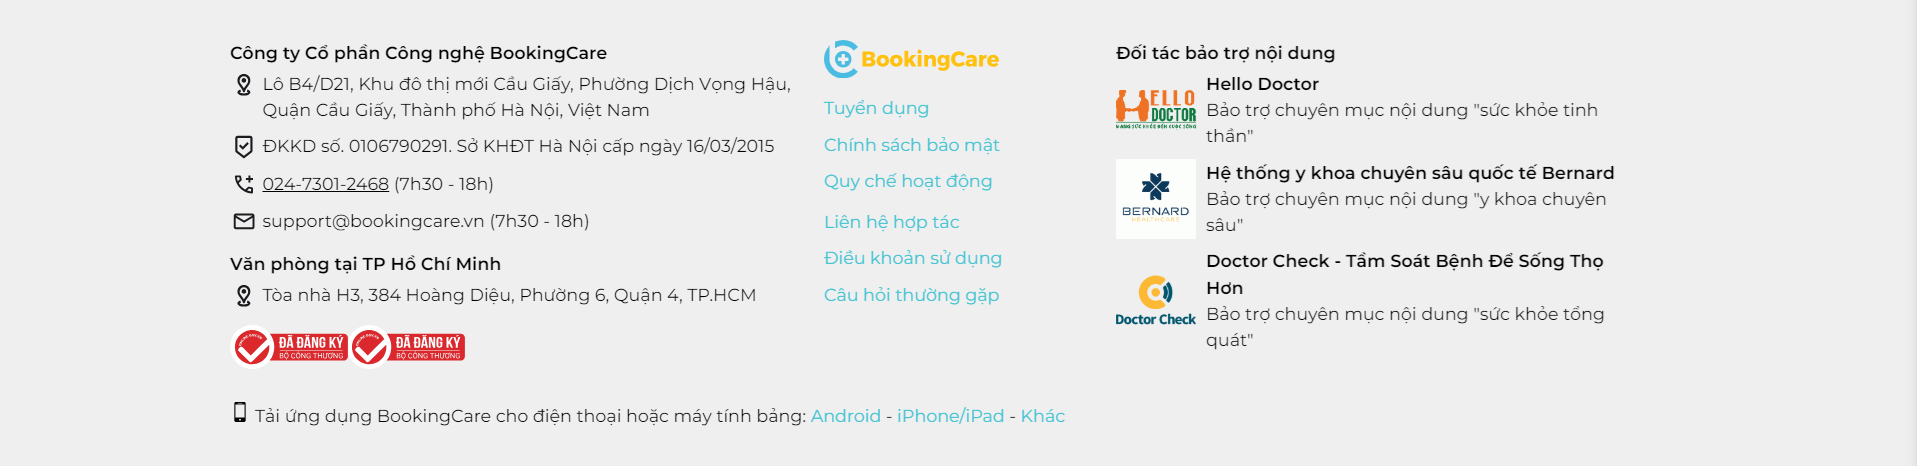 Công ty Cổ phần Công nghệ BookingCare
Lô B4/D21, Khu đô thị mới Cầu Giấy, Phường Dịch Vọng Hậu,
Quận Cầu Giấy, Thành phố Hà Nội, Việt Nam
ĐKKD số. 0106790291. Sở KHĐT Hà Nội cấp ngày 16/03/2015
024-7301-2468 (7h30 - 18h)
support@bookingcare.vn (7h30 - 18h)
Văn phòng tại TP Hồ Chí Minh
Tòa nhà H3, 384 Hoàng Diệu, Phường 6, Quận 4, TP.HCM
ĐÃ ĐĂNG KÝ
BỘ CÔNG THƯƠNG
ĐÃ ĐĂNG KÝ
BỘ CÔNG THƯƠNG
BookingCare
Tuyển dụng
Chính sách bảo mật
Quy chế hoạt động
Liên hệ hợp tác
Điều khoản sử dụng
Câu hỏi thường gặp
Đối tác bảo trợ nội dung
HELLO
DOCTOR
MANG SỨC KHỎE ĐẾN CUỘC SỐNG
Hello Doctor
Bảo trợ chuyên mục nội dung "sức khỏe tinh
thần"
BERNARD
HEALTHCARE
Hệ thống y khoa chuyên sâu quốc tế Bernard
Bảo trợ chuyên mục nội dung "y khoa chuyên
sâu"
Doctor Check
Doctor Check - Tầm Soát Bệnh Để Sống Thọ
Hơn
Bảo trợ chuyên mục nội dung "sức khỏe tổng
quát"
Tải ứng dụng BookingCare cho điện thoại hoặc máy tính bảng: Android - iPhone/iPad - Khác